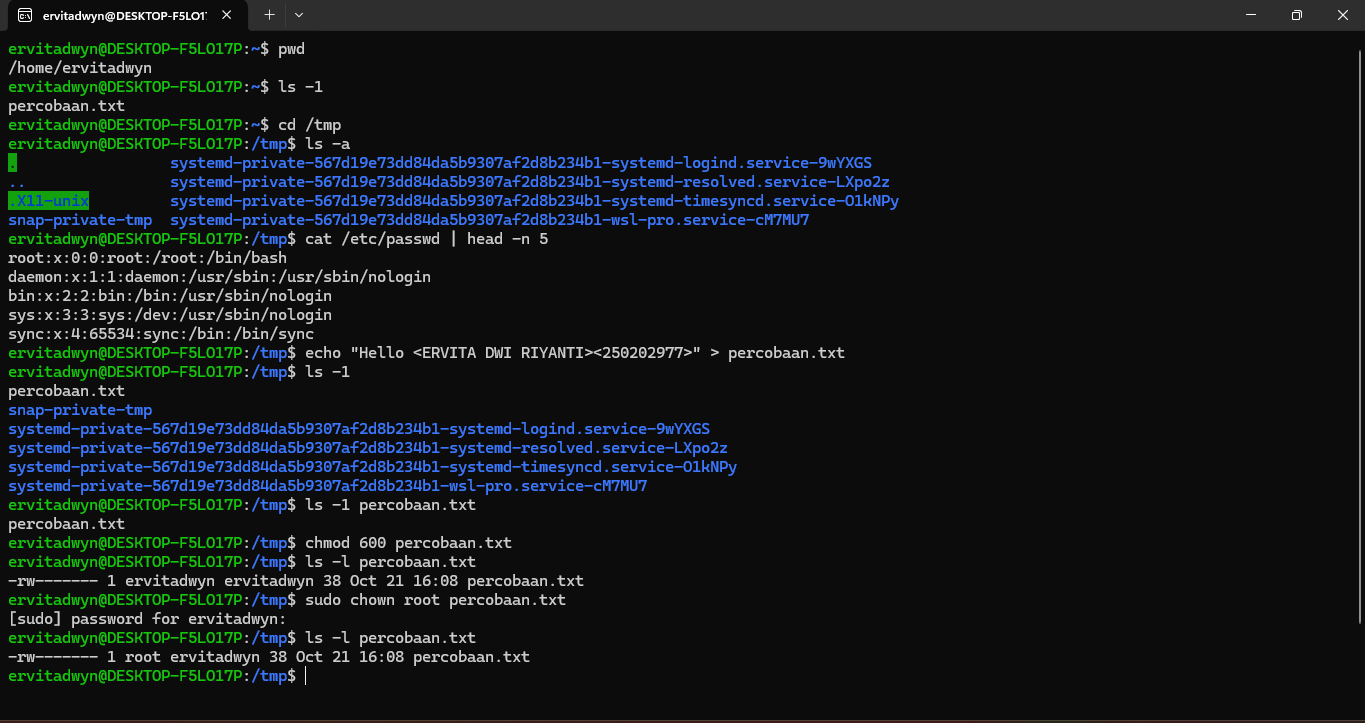 ervitadwyn@DESKTOP-F5LO17P:~$ pwd
/home/ervitadwyn
ervitadwyn@DESKTOP-F5LO17P:~$ ls -1
percobaan.txt
ervitadwyn@DESKTOP-F5LO17P:~$ cd /tmp
ervitadwyn@DESKTOP-F5LO17P:/tmp$ ls -a
. systemd-private-567d19e73dd84da5b9307af2d8b234b1-systemd-logind.service-9wYXGS
.. systemd-private-567d19e73dd84da5b9307af2d8b234b1-systemd-resolved.service-LXpo2z
.X11-unix systemd-private-567d19e73dd84da5b9307af2d8b234b1-systemd-timesyncd.service-O1kNPy
snap-private-tmp systemd-private-567d19e73dd84da5b9307af2d8b234b1-wsl-pro.service-cM7MU7
ervitadwyn@DESKTOP-F5LO17P:/tmp$ cat /etc/passwd | head -n 5
root:x:0:0:root:/root:/bin/bash
daemon:x:1:1:daemon:/usr/sbin:/usr/sbin/nologin
bin:x:2:2:bin:/bin:/usr/sbin/nologin
sys:x:3:3:sys:/dev:/usr/sbin/nologin
sync:x:4:65534:sync:/bin:/bin/sync
ervitadwyn@DESKTOP-F5LO17P:/tmp$ echo "Hello <ERVITA DWI RIYANTI><250202977>" > percobaan.txt
ervitadwyn@DESKTOP-F5LO17P:/tmp$ ls -1
percobaan.txt
snap-private-tmp
systemd-private-567d19e73dd84da5b9307af2d8b234b1-systemd-logind.service-9wYXGS
systemd-private-567d19e73dd84da5b9307af2d8b234b1-systemd-resolved.service-LXpo2z
systemd-private-567d19e73dd84da5b9307af2d8b234b1-systemd-timesyncd.service-O1kNPy
systemd-private-567d19e73dd84da5b9307af2d8b234b1-wsl-pro.service-cM7MU7
ervitadwyn@DESKTOP-F5LO17P:/tmp$ ls -1 percobaan.txt
percobaan.txt
ervitadwyn@DESKTOP-F5LO17P:/tmp$ chmod 600 percobaan.txt
ervitadwyn@DESKTOP-F5LO17P:/tmp$ ls -l percobaan.txt
-rw------- 1 ervitadwyn ervitadwyn 38 Oct 21 16:08 percobaan.txt
ervitadwyn@DESKTOP-F5LO17P:/tmp$ sudo chown root percobaan.txt
[sudo] password for ervitadwyn:
ervitadwyn@DESKTOP-F5LO17P:/tmp$ ls -l percobaan.txt
-rw------- 1 root ervitadwyn 38 Oct 21 16:08 percobaan.txt
ervitadwyn@DESKTOP-F5LO17P:/tmp$